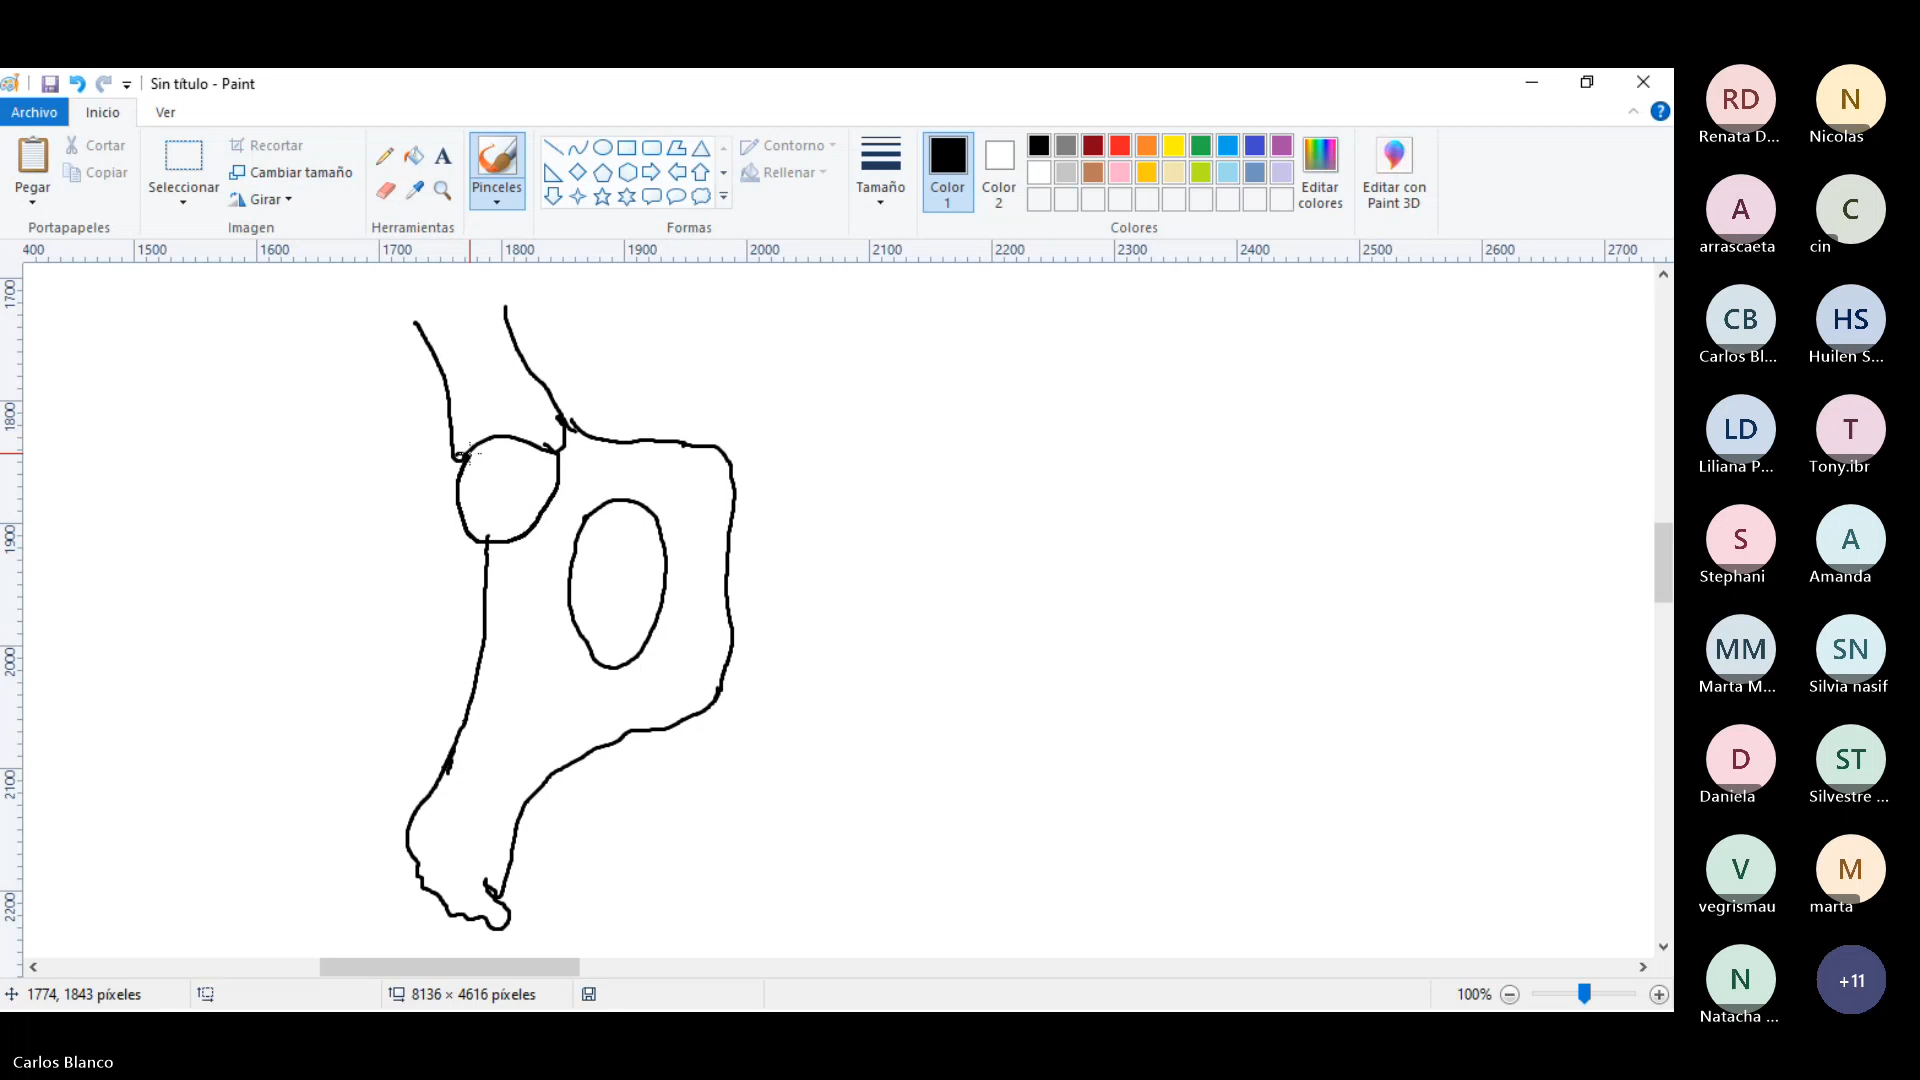 Sin título - Paint
Archivo Inicio Ver
Pegar
Cortar
Copiar
Portapapeles
Seleccionar
Recortar
Cambiar tamaño
Girar
Imagen
A
Herramientas
Pinceles
Formas
Contorno
Rellenar
Tamaño
Color 1
Color 2
Editar colores
Editar con Paint 3D
Colores
?
400 1500 1600 1700 1800 1900 2000 2100 2200 2300 2400 2500 2600 2700
1700
1800
1900
2000
2100
2200
1774, 1843 píxeles
8136 × 4616 píxeles
100%
RD
Renata D...
N
Nicolas
A
arrascaeta
C
cin
CB
Carlos Bl...
HS
Huilen S...
LD
Liliana P...
T
Tony.ibr
S
Stephani
A
Amanda
MM
Marta M...
SN
Silvia nasif
D
Daniela
ST
Silvestre ...
V
vegrismau
M
marta
N
Natacha ...
+11
Carlos Blanco